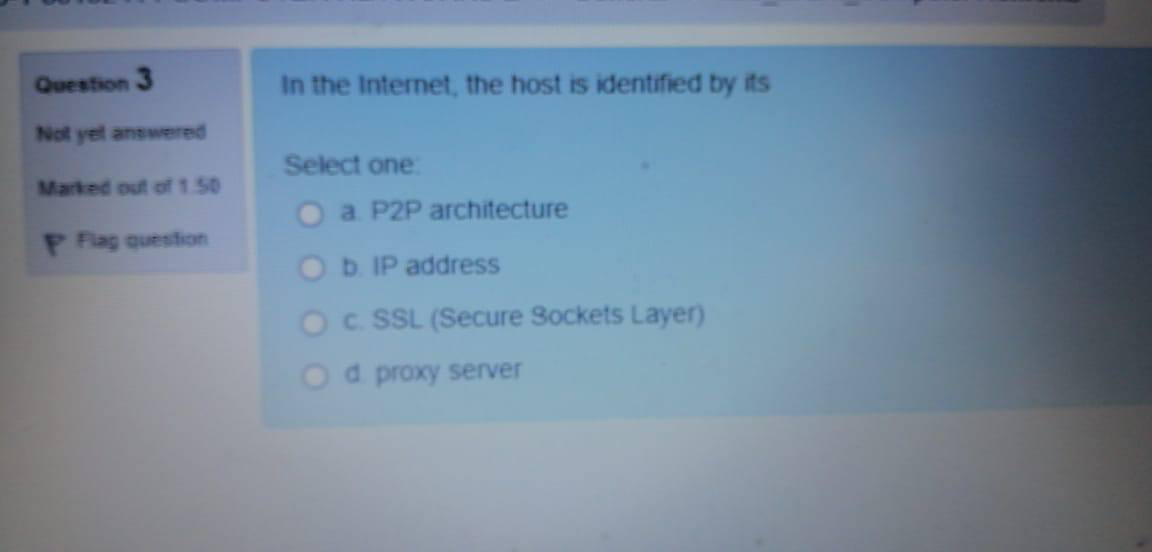 Question 3
Not yet answered
Marked out of 1.50
Flag question
In the Internet, the host is identified by its
Select one:
a. P2P architecture
b. IP address
c. SSL (Secure Sockets Layer)
d. proxy server